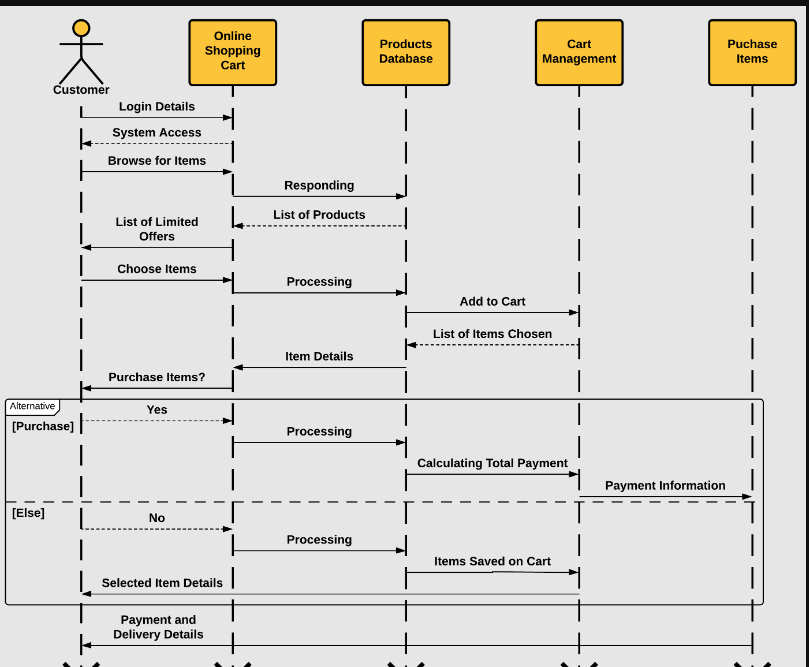 Online
Shopping
Cart
Products
Database
Cart
Management
Puchase
Items
Customer
Login Details
System Access
Browse for Items
Responding
List of Products
List of Limited
Offers
Choose Items
Processing
Add to Cart
List of Items Chosen
Item Details
Purchase Items?
Alternative
Yes
[Purchase]
Processing
Calculating Total Payment
Payment Information
[Else]
No
Processing
Items Saved on Cart
Selected Item Details
Payment and
Delivery Details